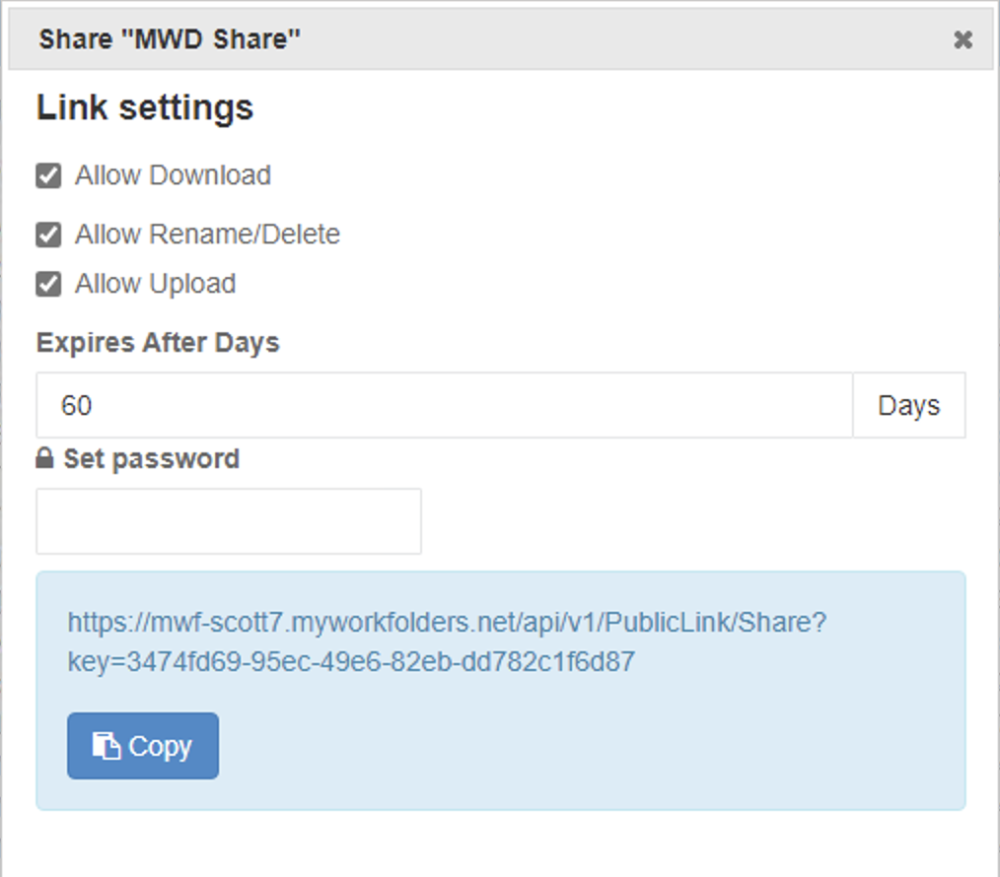 Share "MWD Share"
Link settings
Allow Download
Allow Rename/Delete
Allow Upload
Expires After Days
60 Days
Set password
https://mwf-scott7.myworkfolders.net/api/v1/PublicLink/Share?
key=3474fd69-95ec-49e6-82eb-dd782c1f6d87
Copy